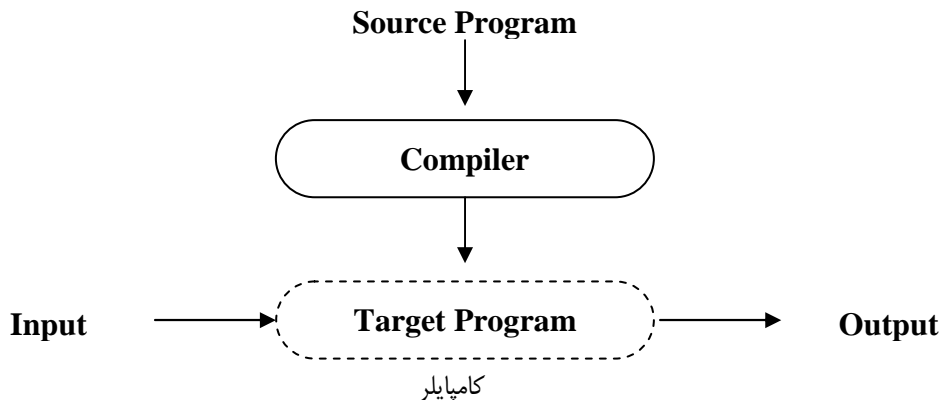 Source Program
Compiler
Input Target Program Output
کامپایلر